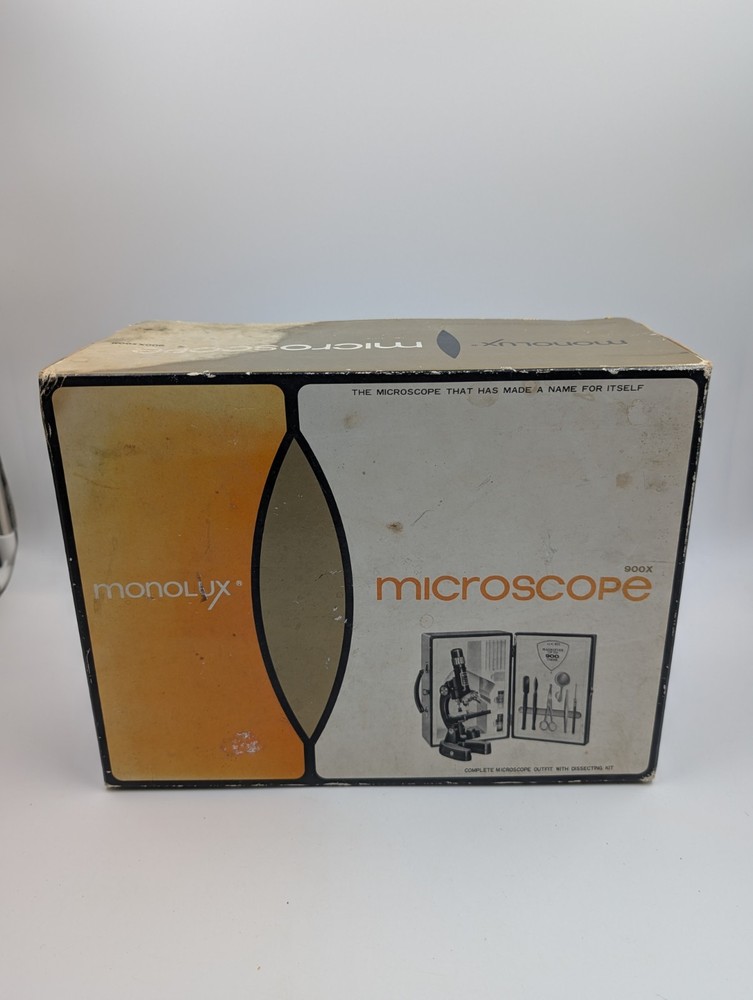 monolux
microscope
THE MICROSCOPE THAT HAS MADE A NAME FOR ITSELF
monolux®
900X
microscope
900
COMPLETE MICROSCOPE OUTFIT WITH DISSECTING KIT